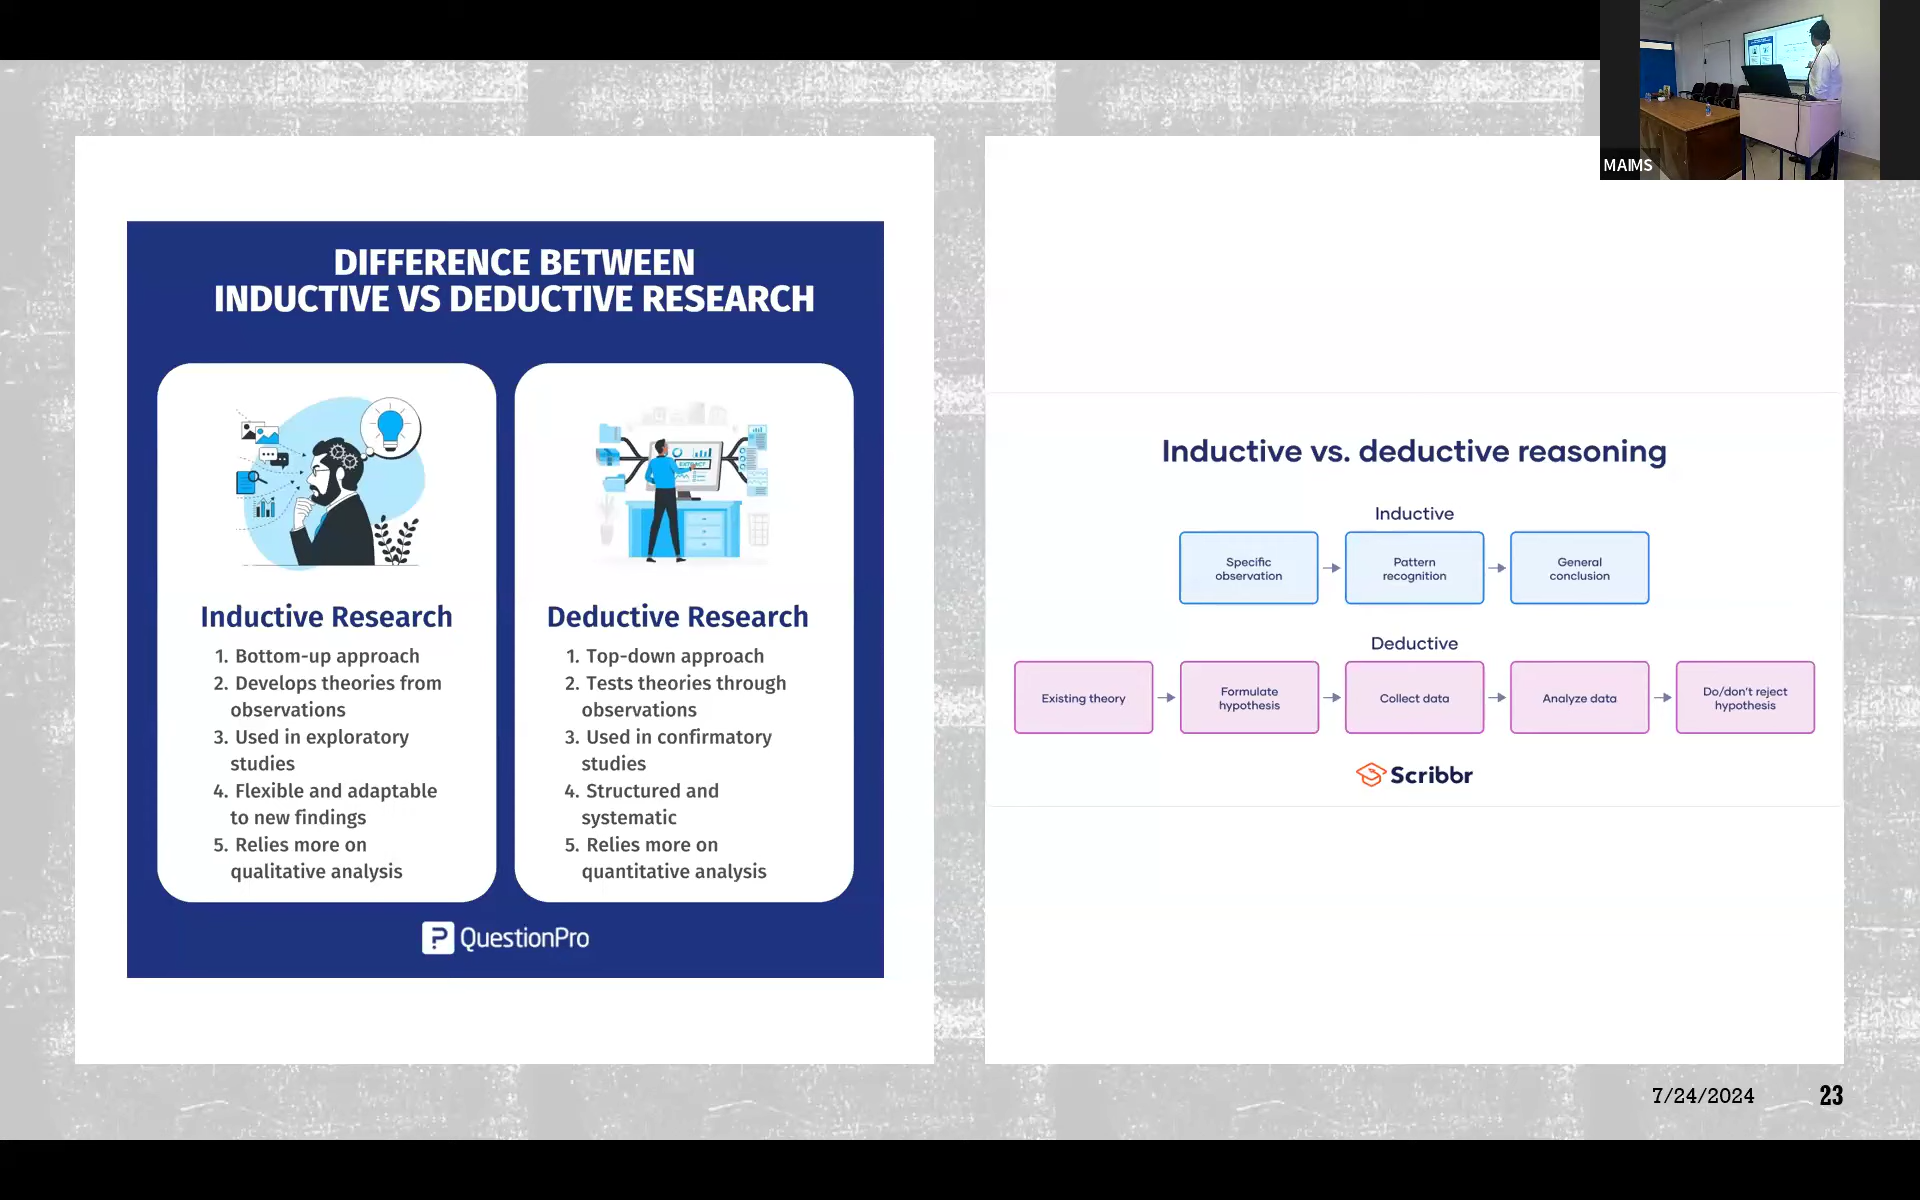 MAIMS
DIFFERENCE BETWEEN
INDUCTIVE VS DEDUCTIVE RESEARCH
Inductive Research
1. Bottom-up approach
2. Develops theories from
observations
3. Used in exploratory
studies
4. Flexible and adaptable
to new findings
5. Relies more on
qualitative analysis
Deductive Research
1. Top-down approach
2. Tests theories through
observations
3. Used in confirmatory
studies
4. Structured and
systematic
5. Relies more on
quantitative analysis
QuestionPro
Inductive vs. deductive reasoning
Inductive
Specific
observation
Pattern
recognition
General
conclusion
Deductive
Existing theory
Formulate
hypothesis
Collect data
Analyze data
Do/don't reject
hypothesis
Scribbr
7/24/2024
23